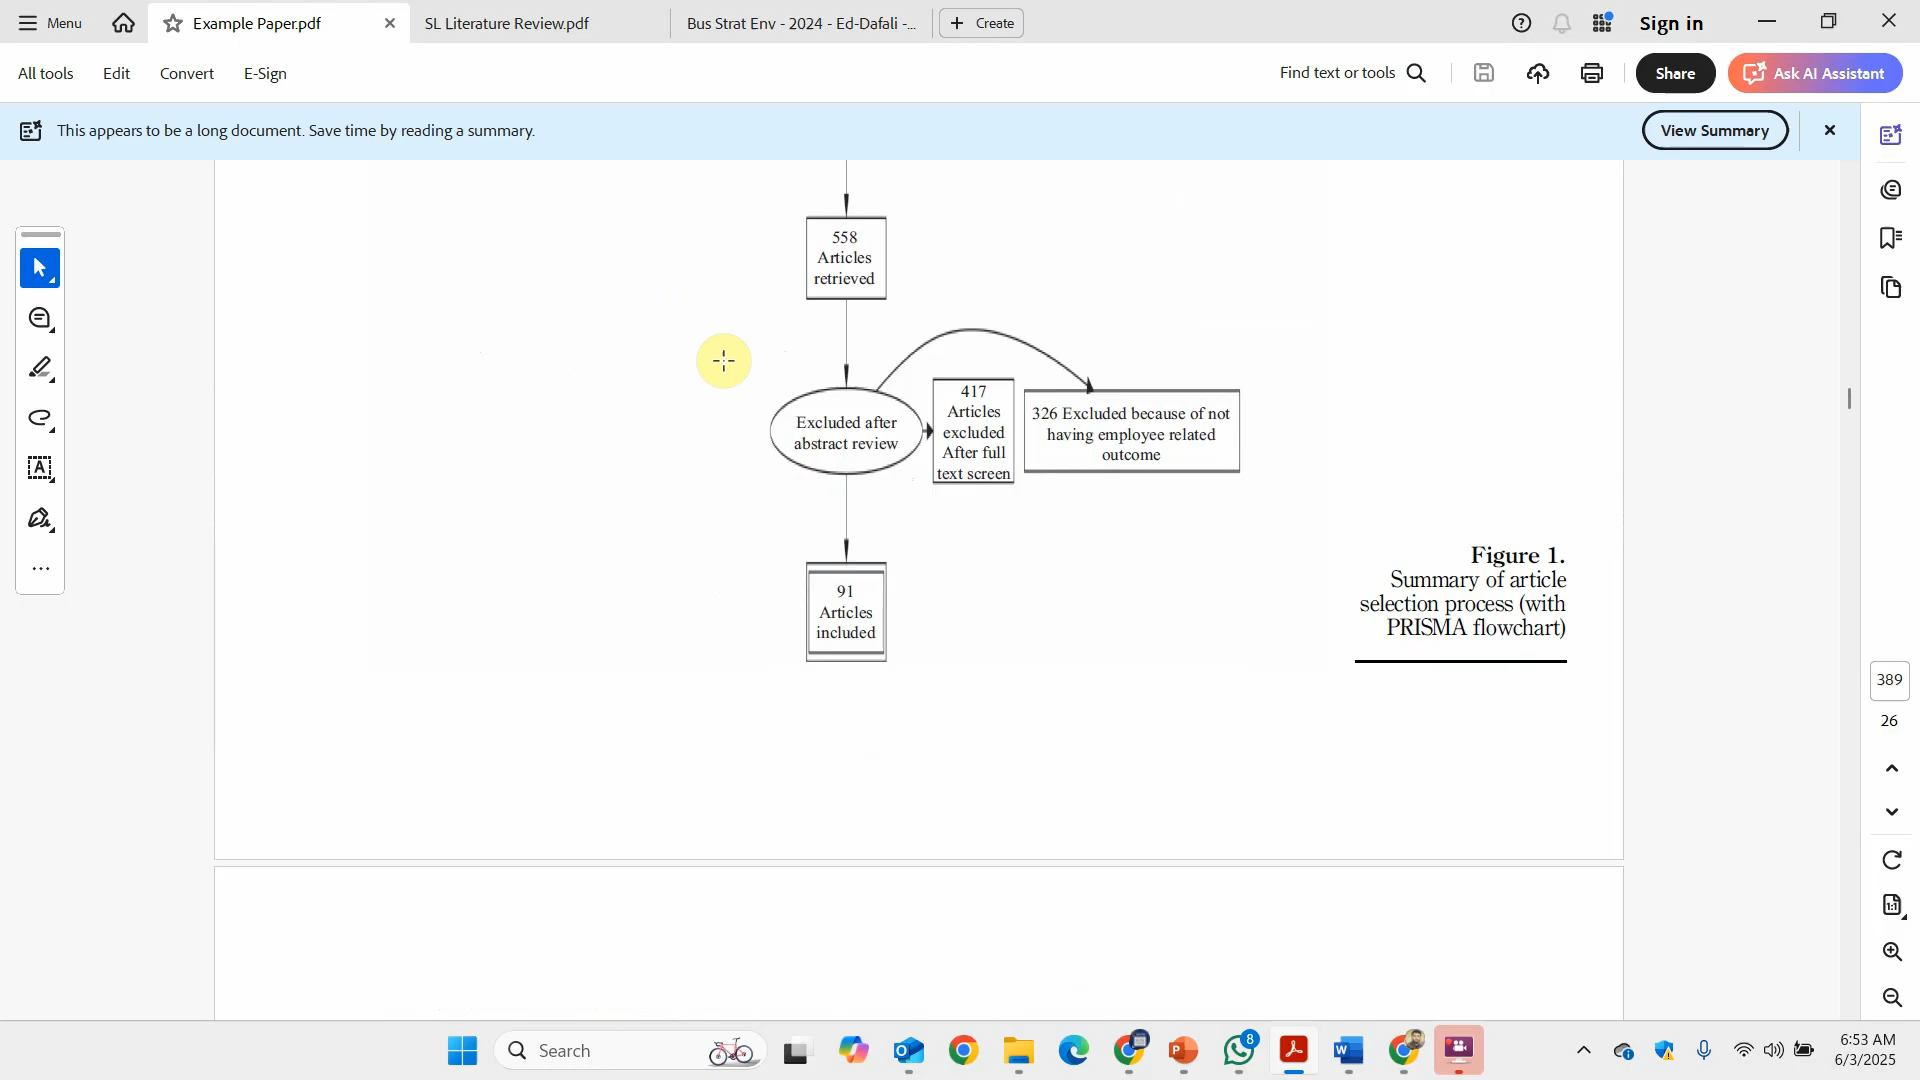 Menu
Example Paper.pdf
SL Literature Review.pdf
Bus Strat Env - 2024 - Ed-Dafali -...
Create
Sign in
All tools
Edit
Convert
E-Sign
Find text or tools
Share
Ask AI Assistant
This appears to be a long document. Save time by reading a summary.
View Summary
558
Articles
retrieved
Excluded after
abstract review
417
Articles
excluded
After full
text screen
326 Excluded because of not
having employee related
outcome
91
Articles
included
Figure 1.
Summary of article
selection process (with
PRISMA flowchart)
389
26
Search
8
6:53 AM
6/3/2025